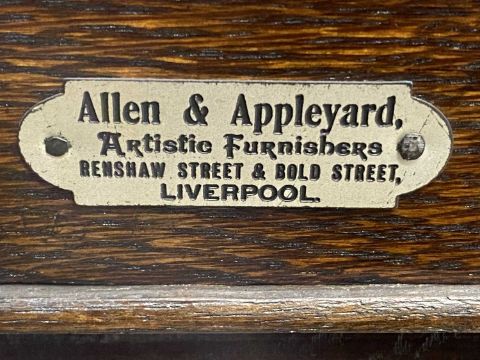 Allen & Appleyard,
Artistic Furnishers
RENSHAW STREET & BOLD STREET,
LIVERPOOL.